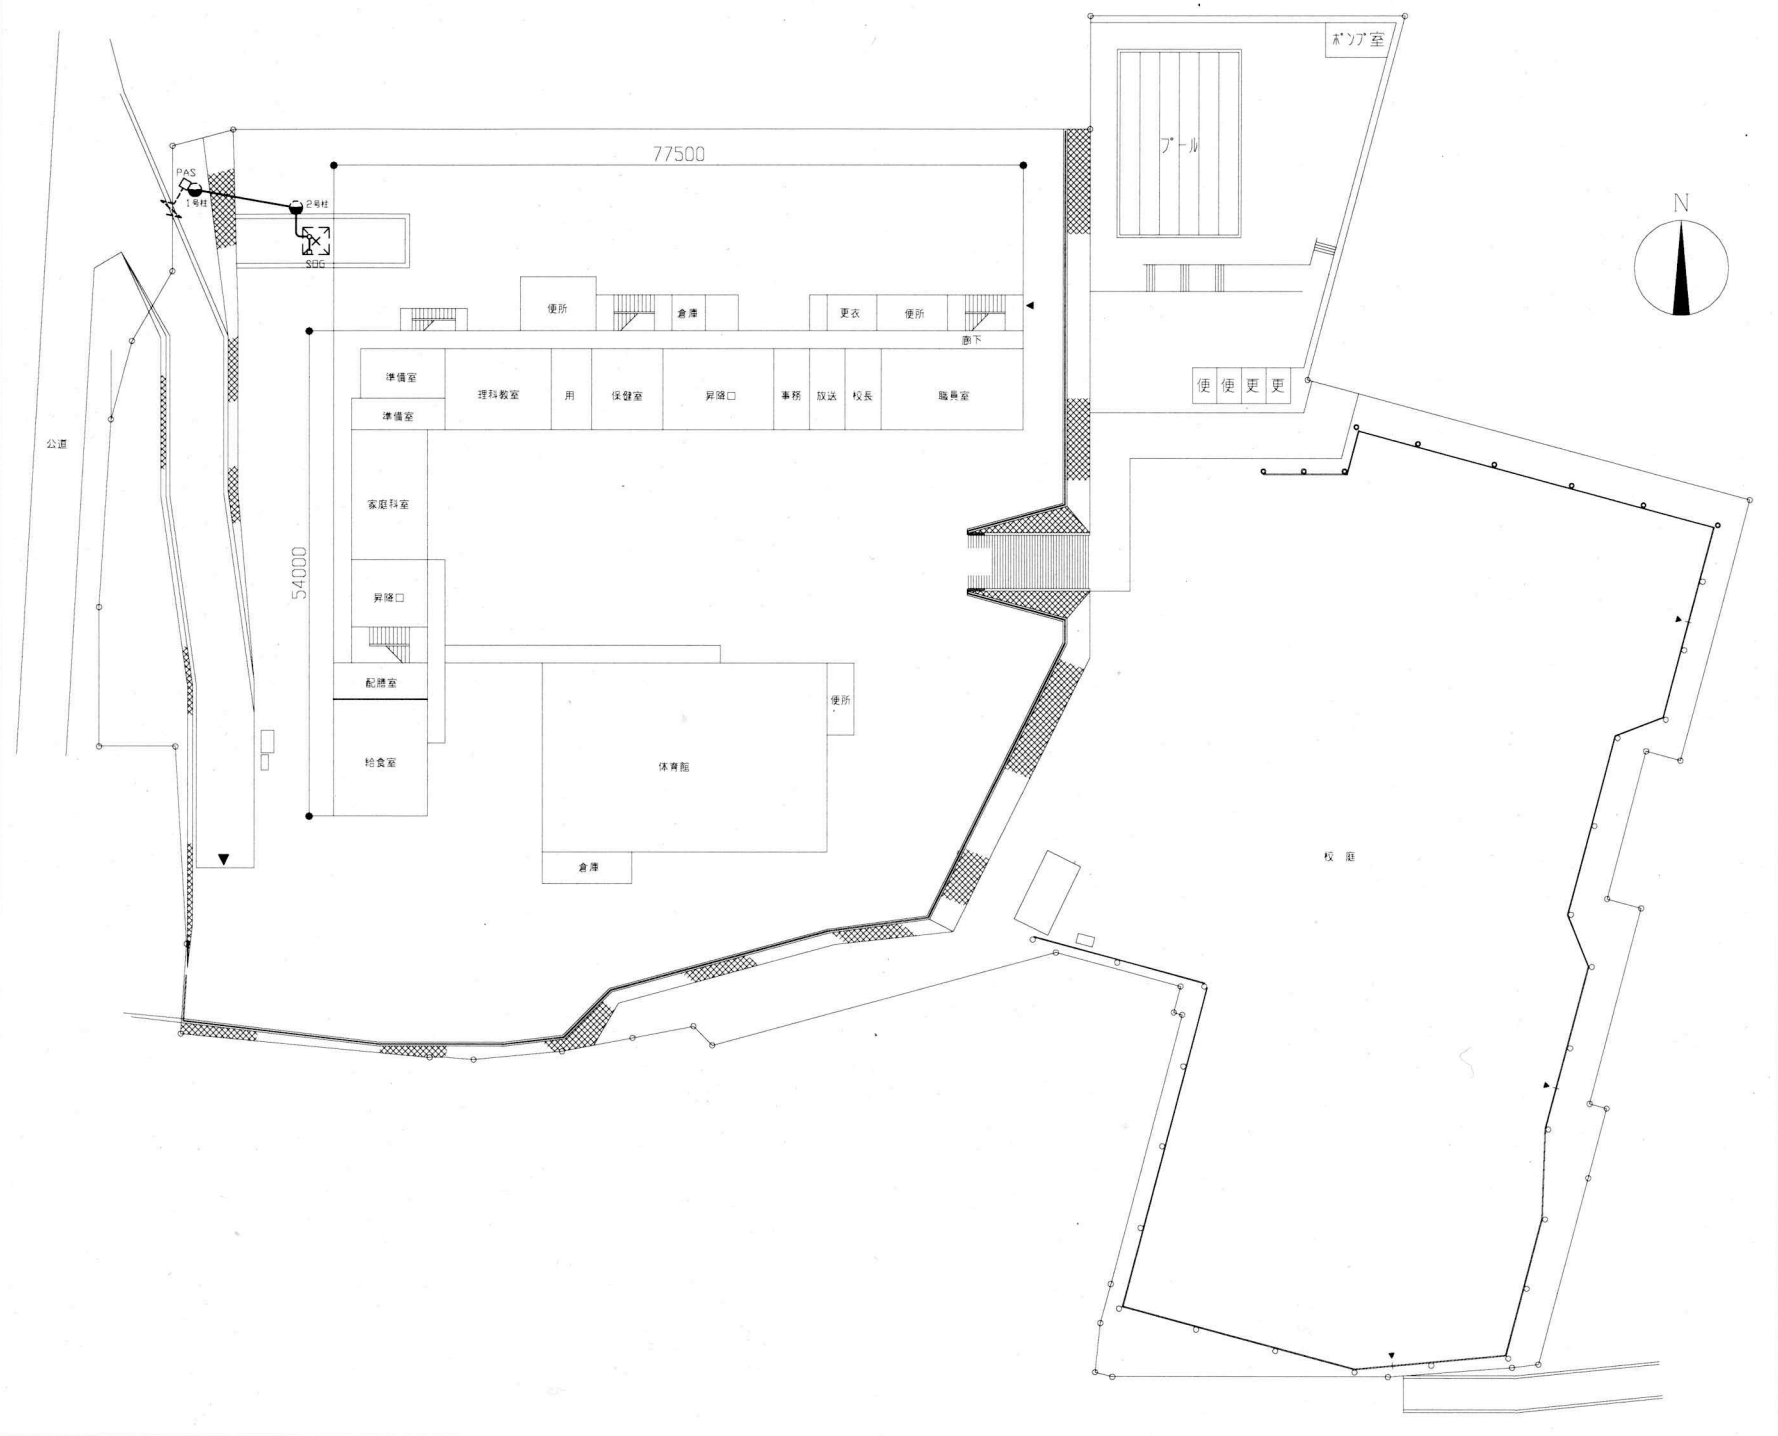 ポンプ室
プール
77500
PAS
1号柱
2号柱
SOG
N
便所
倉庫
更衣
便所
廊下
準備室
理科教室
用
保健室
昇降口
事務
放送
校長
職員室
準備室
便
便
更
更
公道
家庭科室
54000
昇降口
配膳室
便所
給食室
体育館
倉庫
校庭